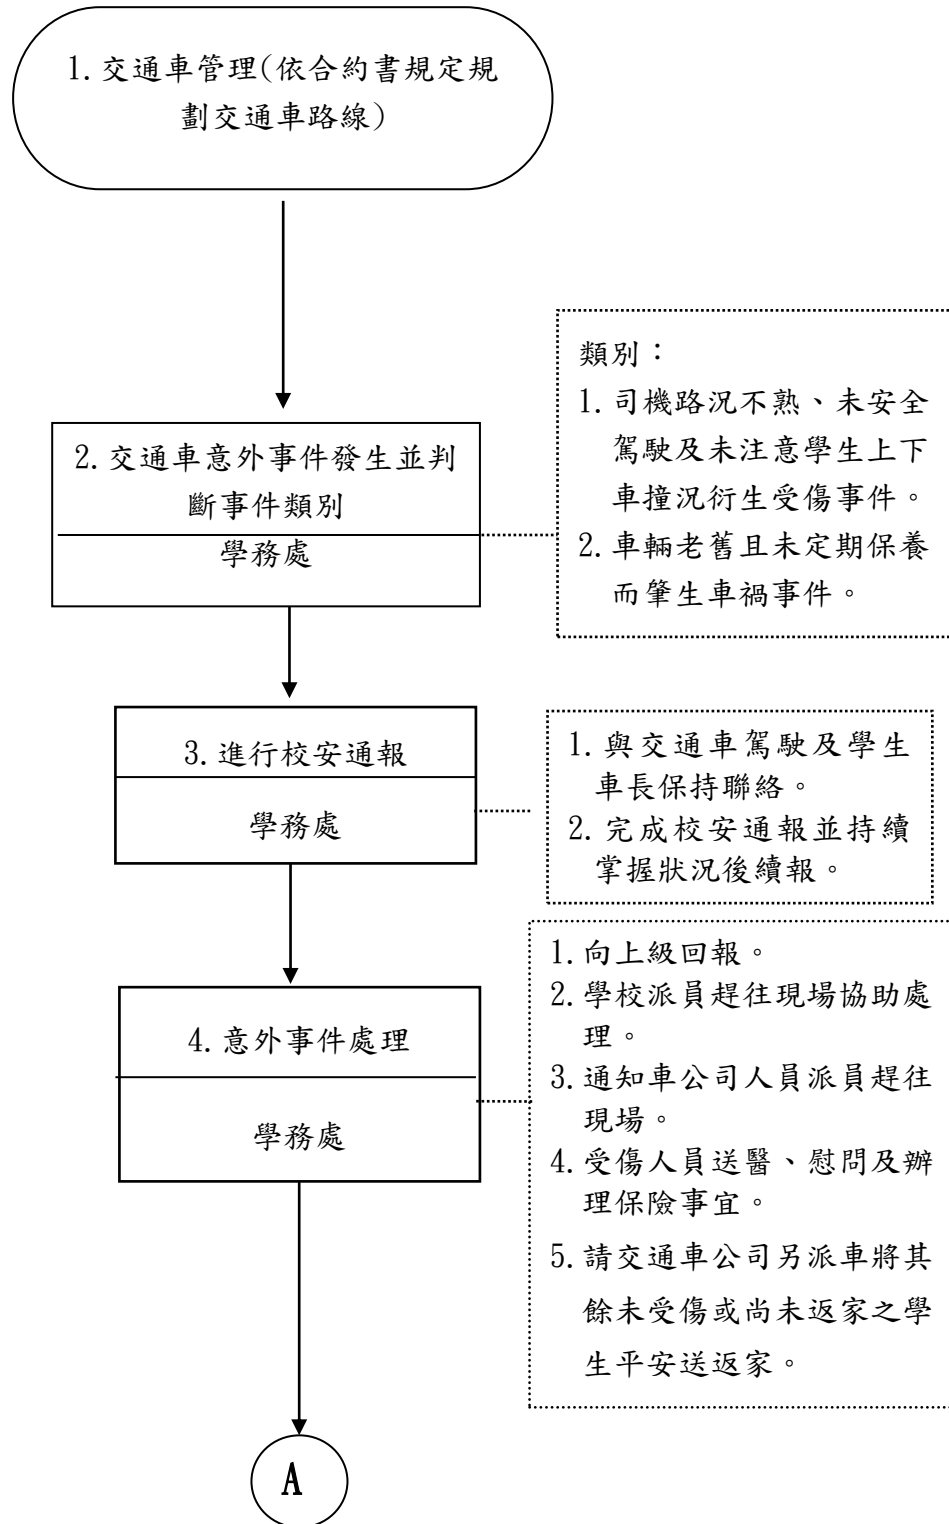 1. 交通車管理(依合約書規定規
劃交通車路線)
類別：
1. 司機路況不熟、未安全
駕駛及未注意學生上下
車撞況衍生受傷事件。
2. 車輛老舊且未定期保養
而肇生車禍事件。
2. 交通車意外事件發生並判
斷事件類別
學務處
3. 進行校安通報
學務處
1. 與交通車駕駛及學生
車長保持聯絡。
2. 完成校安通報並持續
掌握狀況後續報。
4. 意外事件處理
學務處
1. 向上級回報。
2. 學校派員趕往現場協助處
理。
3. 通知車公司人員派員趕往
現場。
4. 受傷人員送醫、慰問及辦
理保險事宜。
5. 請交通車公司另派車將其
餘未受傷或尚未返家之學
生平安送返家。
A